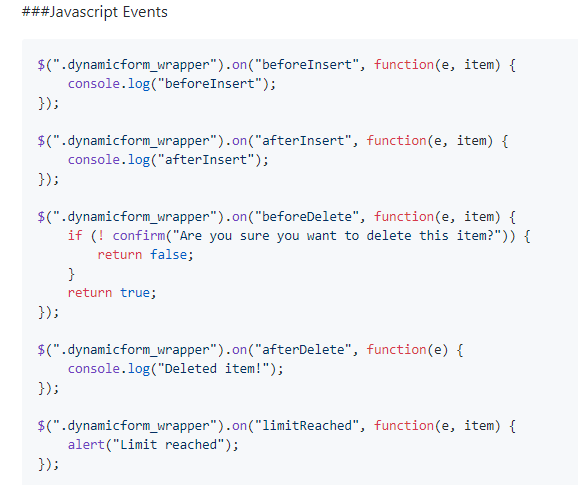 ###Javascript Events
$(".dynamicform_wrapper").on("beforeInsert", function(e, item) {
    console.log("beforeInsert");
});
$(".dynamicform_wrapper").on("afterInsert", function(e, item) {
    console.log("afterInsert");
});
$(".dynamicform_wrapper").on("beforeDelete", function(e, item) {
    if (! confirm("Are you sure you want to delete this item?")) {
        return false;
    }
    return true;
});
$(".dynamicform_wrapper").on("afterDelete", function(e) {
    console.log("Deleted item!");
});
$(".dynamicform_wrapper").on("limitReached", function(e, item) {
    alert("Limit reached");
});